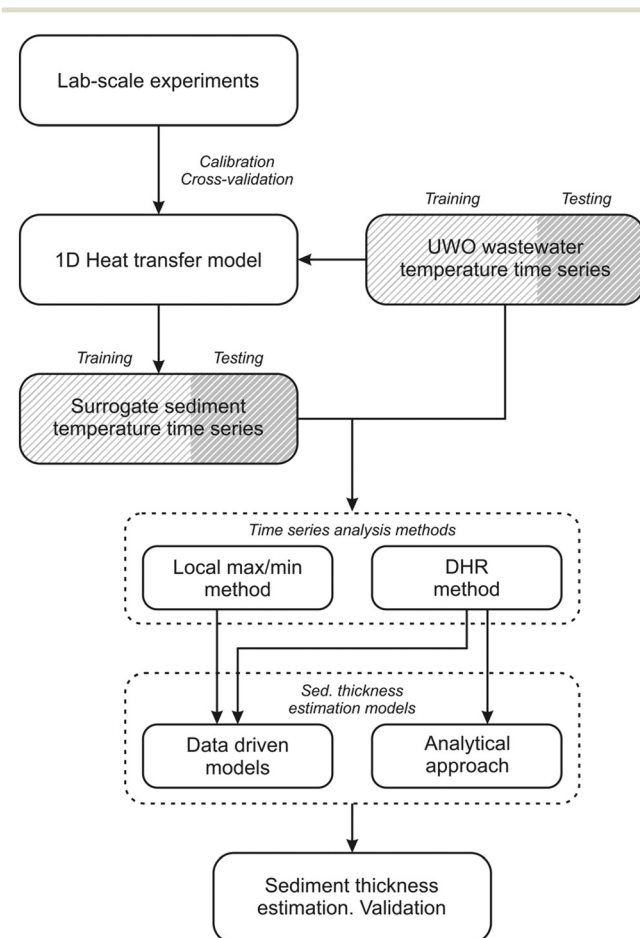 Lab-scale experiments
Calibration
Cross-validation
Training
Testing
1D Heat transfer model
UWO wastewater
temperature time series
Training
Testing
Surrogate sediment
temperature time series
Time series analysis methods
Local max/min
method
DHR
method
Sed. thickness
estimation models
Data driven
models
Analytical
approach
Sediment thickness
estimation. Validation